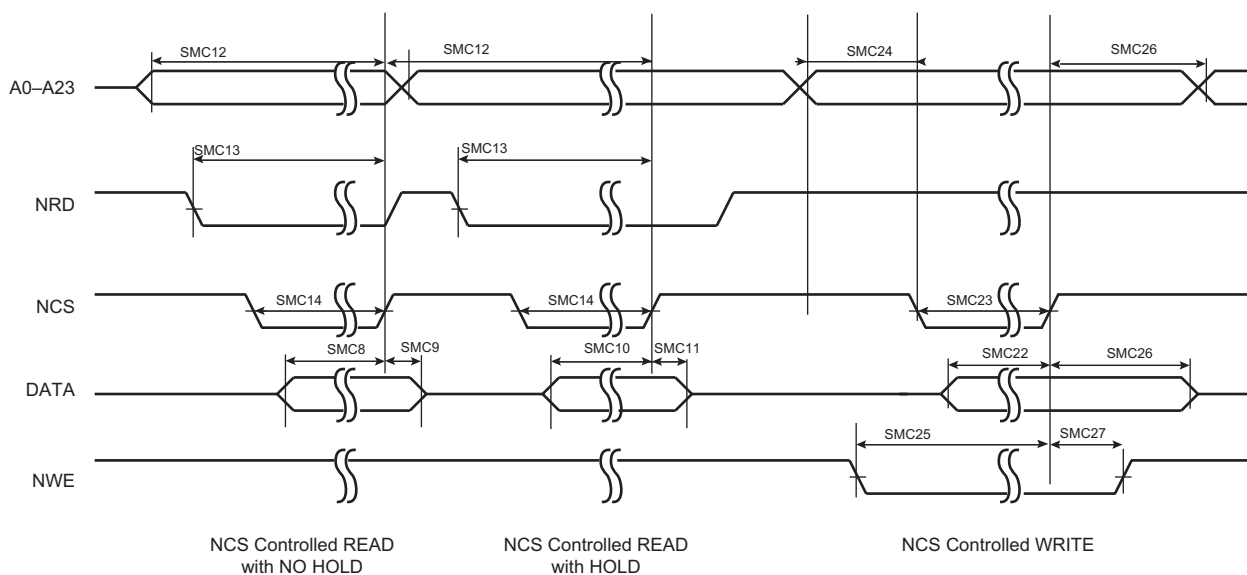 SMC12
SMC12
SMC24
SMC26
A0–A23
SMC13
SMC13
NRD
NCS
SMC14
SMC14
SMC23
SMC8
SMC9
SMC10
SMC11
SMC22
SMC26
DATA
SMC25
SMC27
NWE
NCS Controlled READ
with NO HOLD
NCS Controlled READ
with HOLD
NCS Controlled WRITE